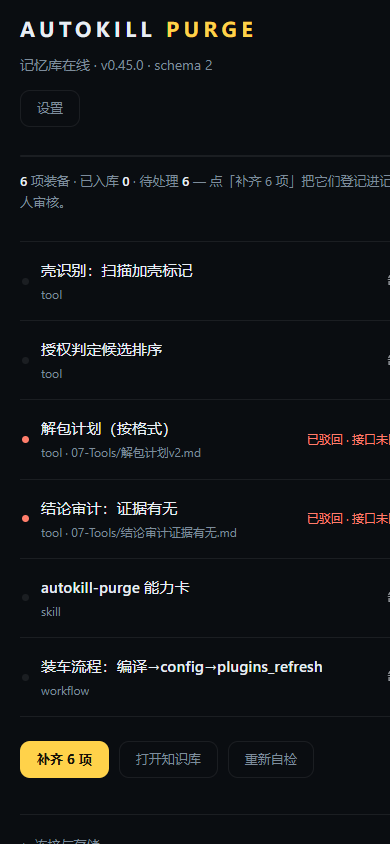 AUTOKILL PURGE
记忆库在线 · v0.45.0 · schema 2
设置
6 项装备 · 已入库 0 · 待处理 6 — 点「补齐 6 项」把它们登记进
人审核。
壳识别：扫描加壳标记
tool
授权判定候选排序
tool
解包计划（按格式）
已驳回 · 接口未
tool · 07-Tools/解包计划v2.md
结论审计：证据有无
已驳回 · 接口未
tool · 07-Tools/结论审计证据有无.md
autokill-purge 能力卡
skill
装车流程：编译→config→plugins_refresh
workflow
补齐 6 项
打开知识库
重新自检